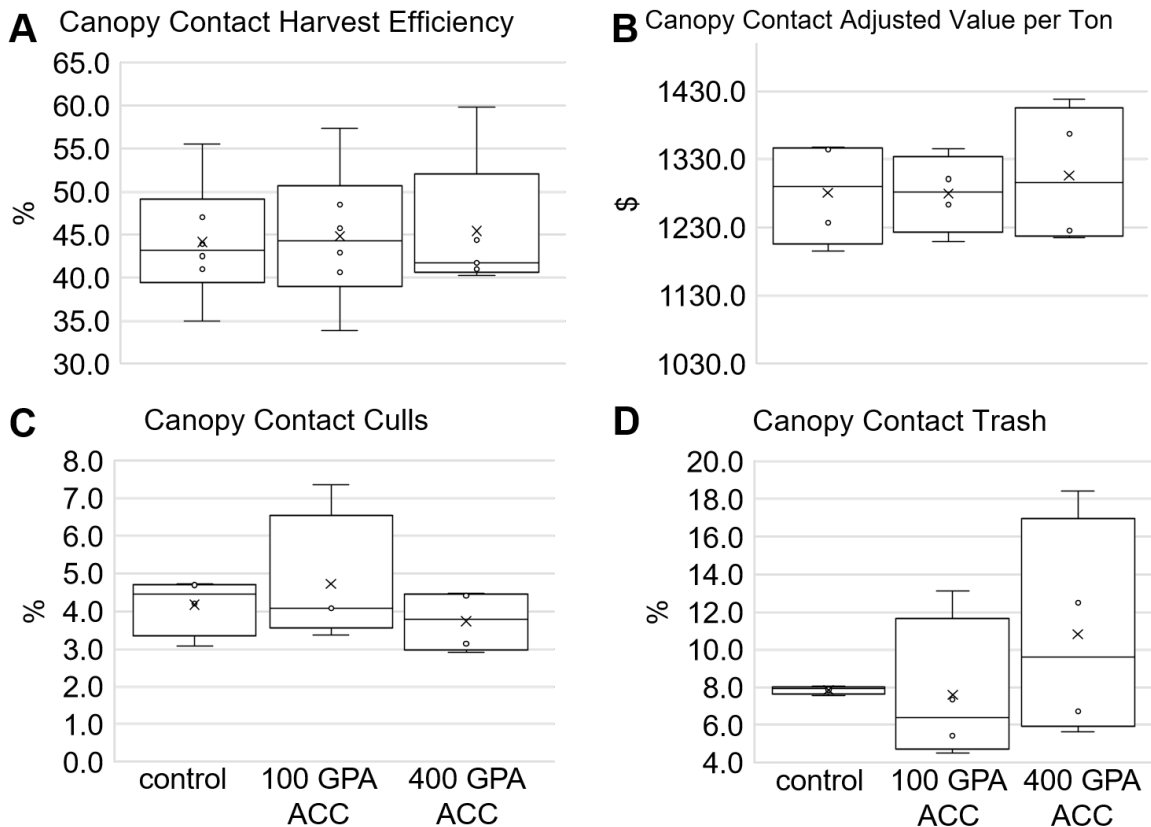 A Canopy Contact Harvest Efficiency
65.0
60.0
55.0
50.0
45.0
40.0
35.0
30.0
%
B Canopy Contact Adjusted Value per Ton
1430.0
1330.0
1230.0
1130.0
1030.0
$
C Canopy Contact Culls
8.0
7.0
6.0
5.0
4.0
3.0
2.0
1.0
0.0
%
control
100 GPA
ACC
400 GPA
ACC
D Canopy Contact Trash
20.0
18.0
16.0
14.0
12.0
10.0
8.0
6.0
4.0
%
control
100 GPA
ACC
400 GPA
ACC